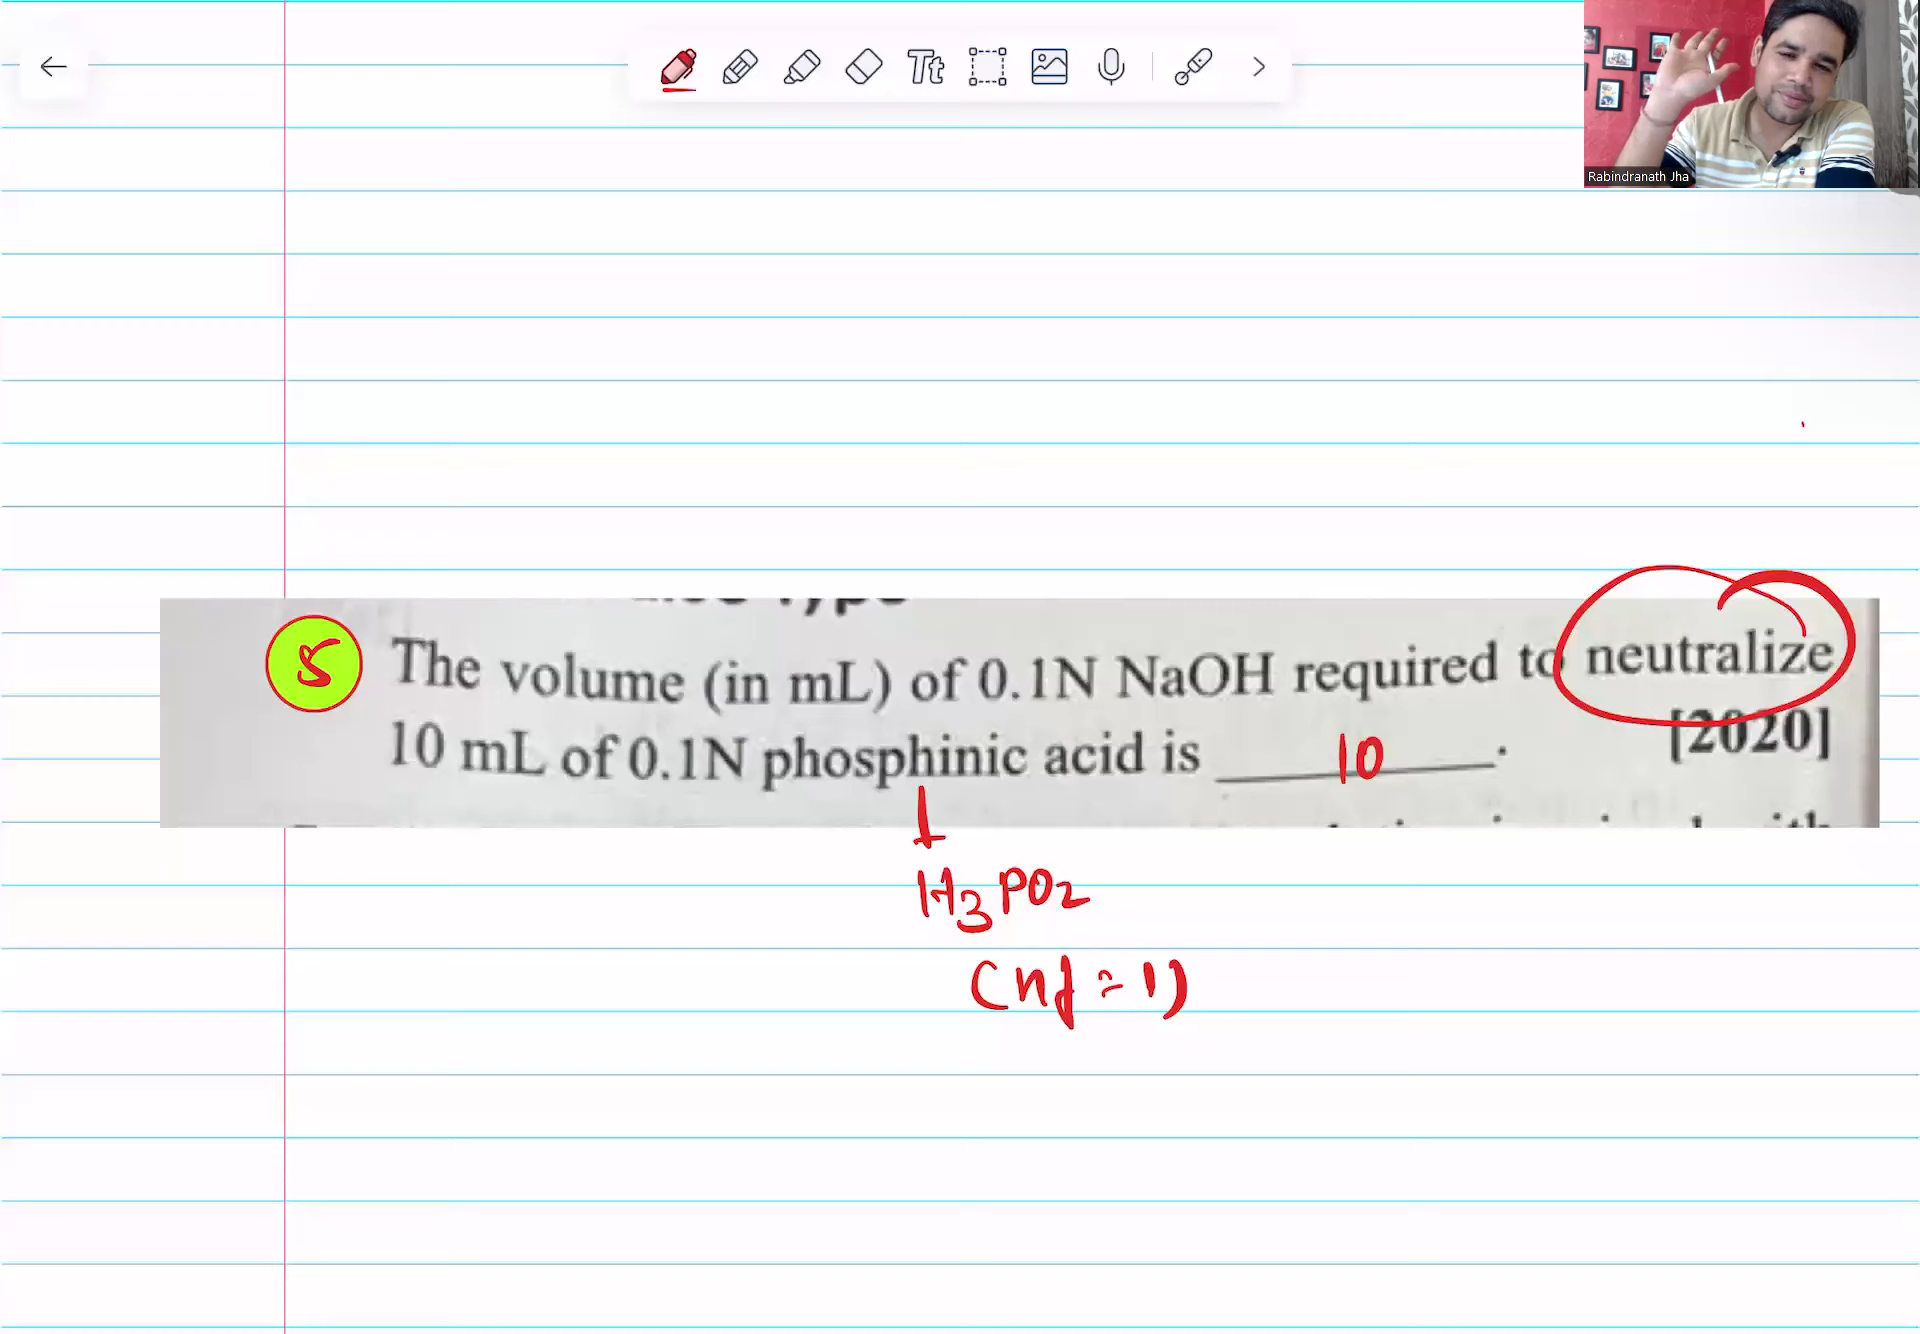 Tt
Rabindranath Jha
5
The volume (in mL) of 0.1N NaOH required to neutralize
10 mL of 0.1N phosphinic acid is 10. [2020]
H3PO2
(nf = 1)